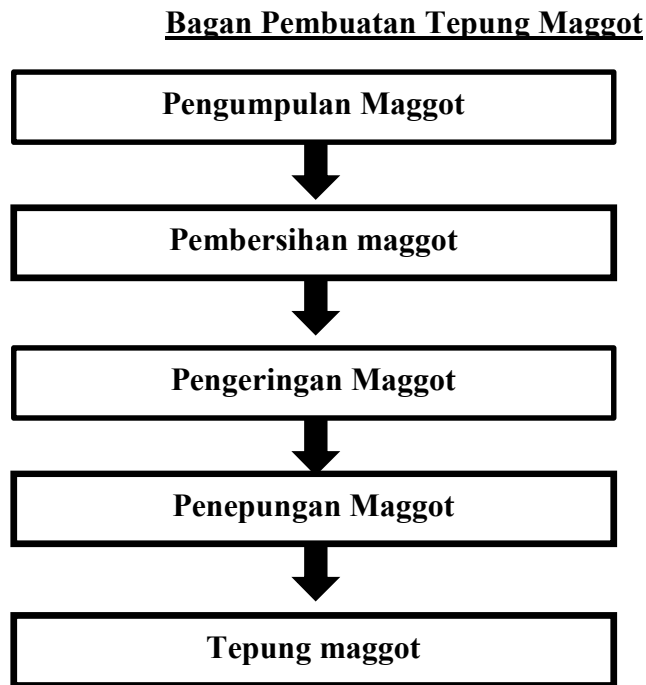 Bagan Pembuatan Tepung Maggot
Pengumpulan Maggot
Pembersihan maggot
Pengeringan Maggot
Penepungan Maggot
Tepung maggot